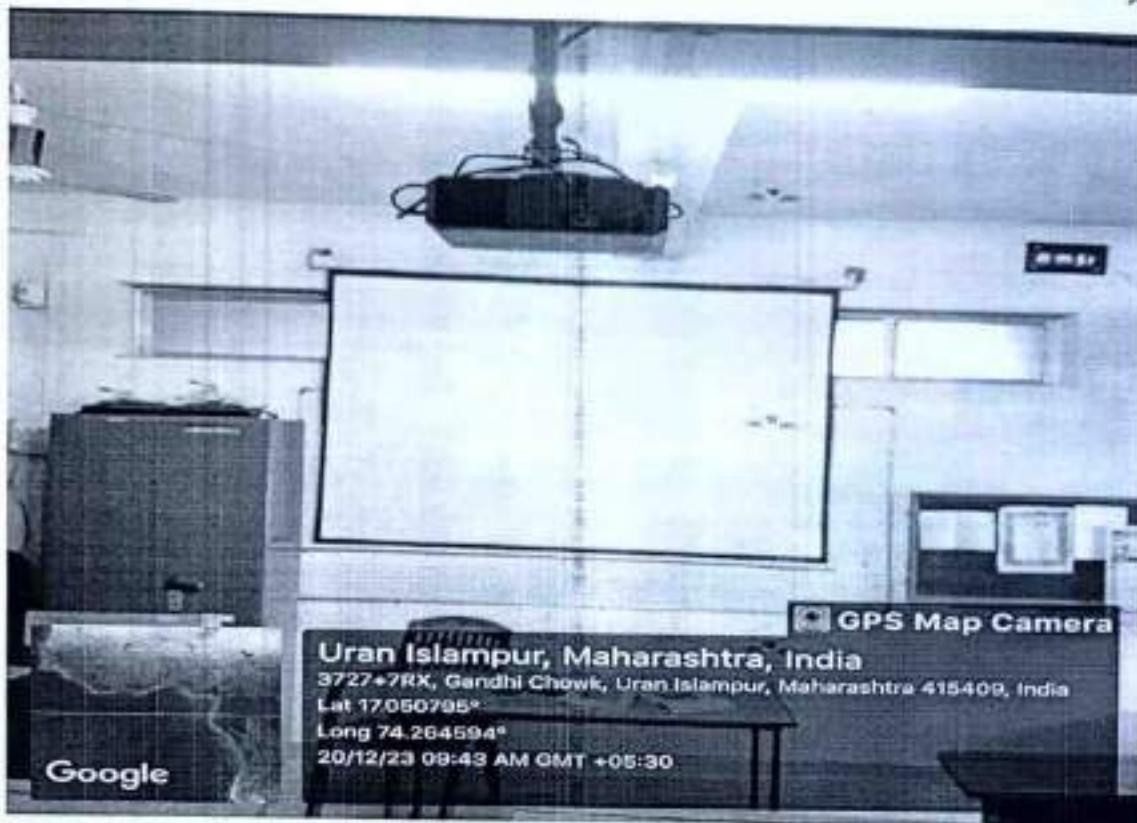 GPS Map Camera
Uran Islampur, Maharashtra, India
3727+7RX, Gandhi Chowk, Uran Islampur, Maharashtra 415409, India
Lat 17.050795°
Long 74.264594°
20/12/23 09:43 AM GMT +05:30
Google